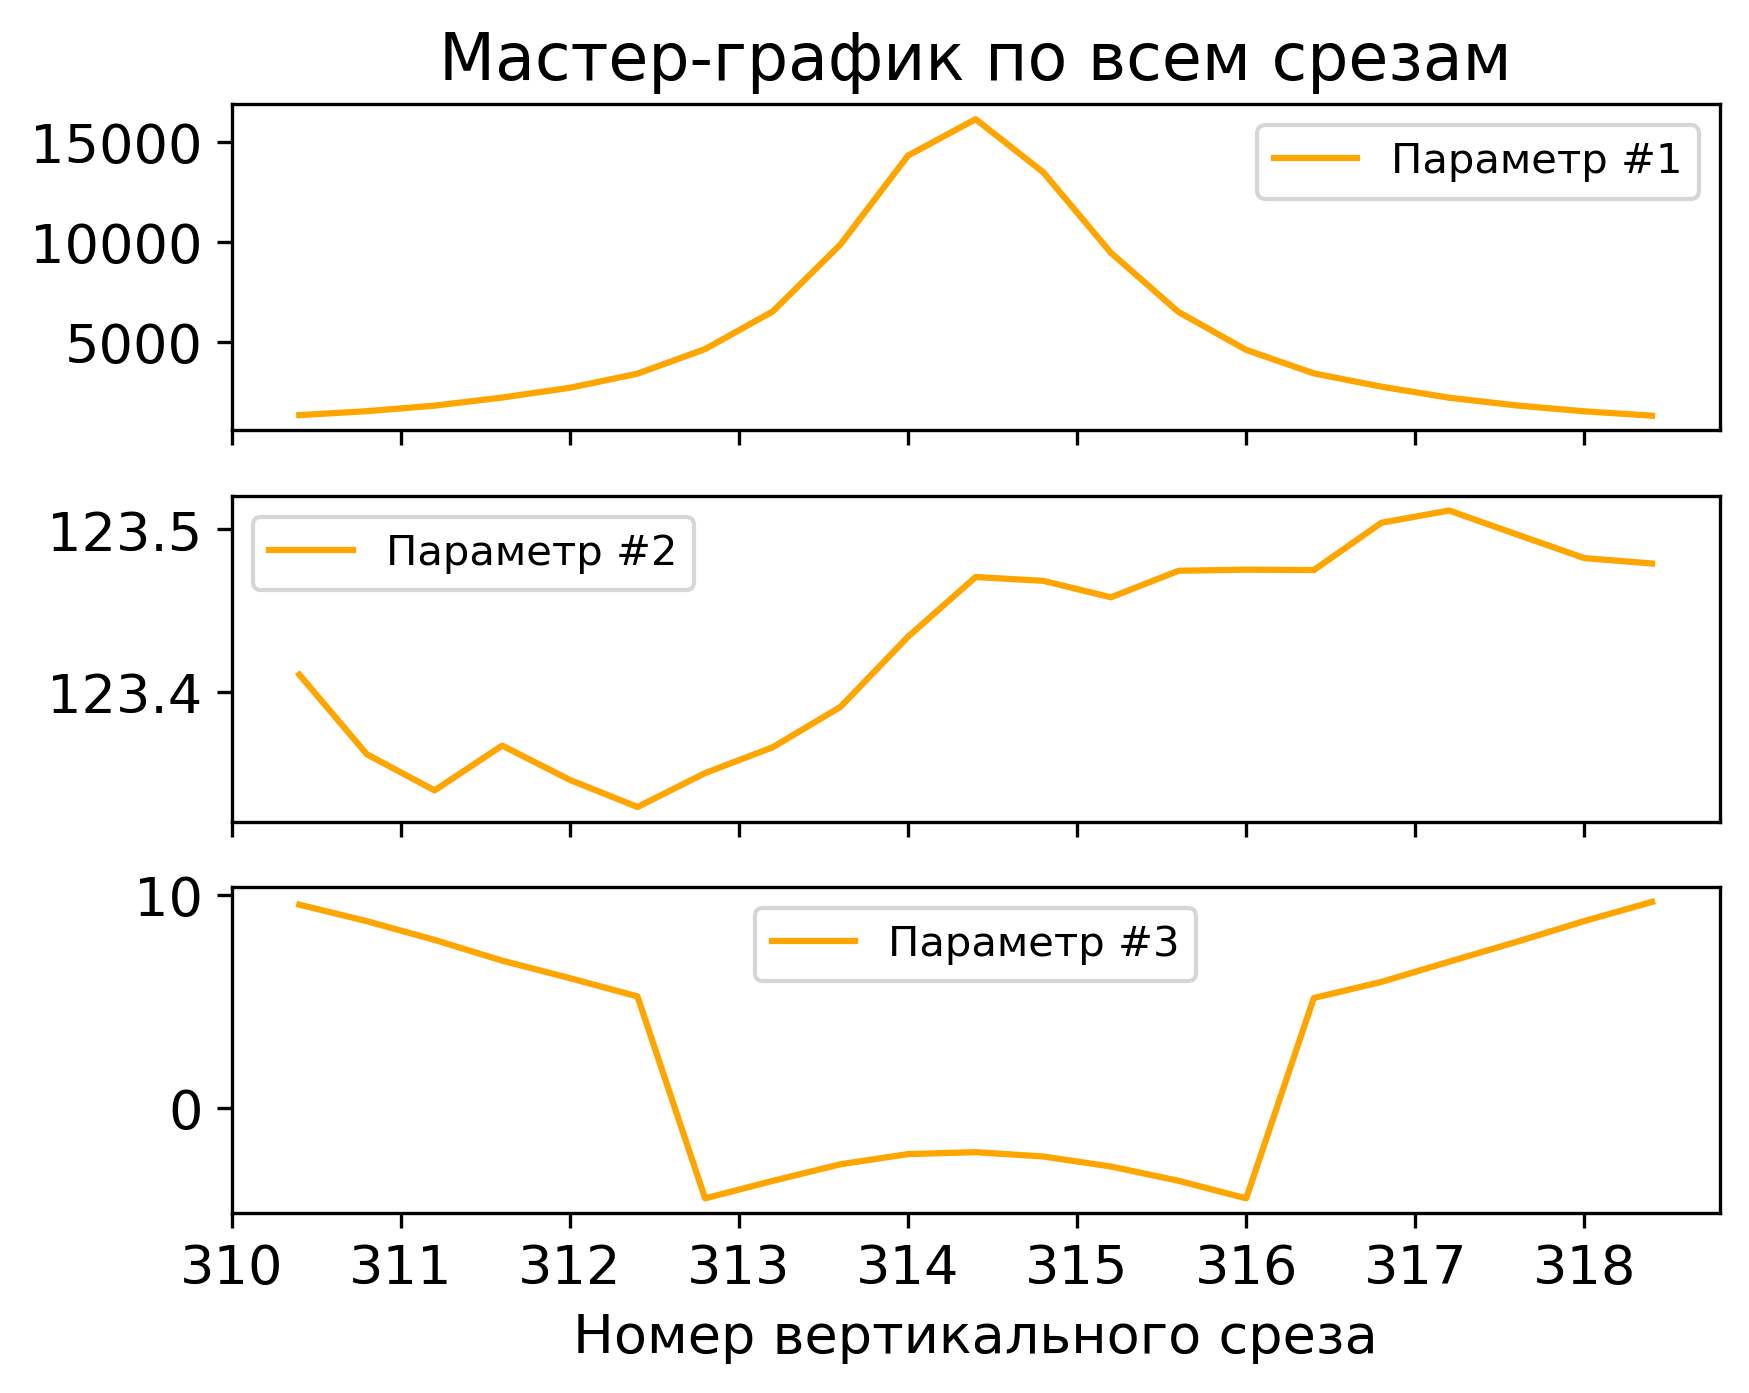 Мастер-график по всем срезам
15000
10000
5000
Параметр #1
123.5
123.4
Параметр #2
10
0
Параметр #3
310 311 312 313 314 315 316 317 318
Номер вертикального среза